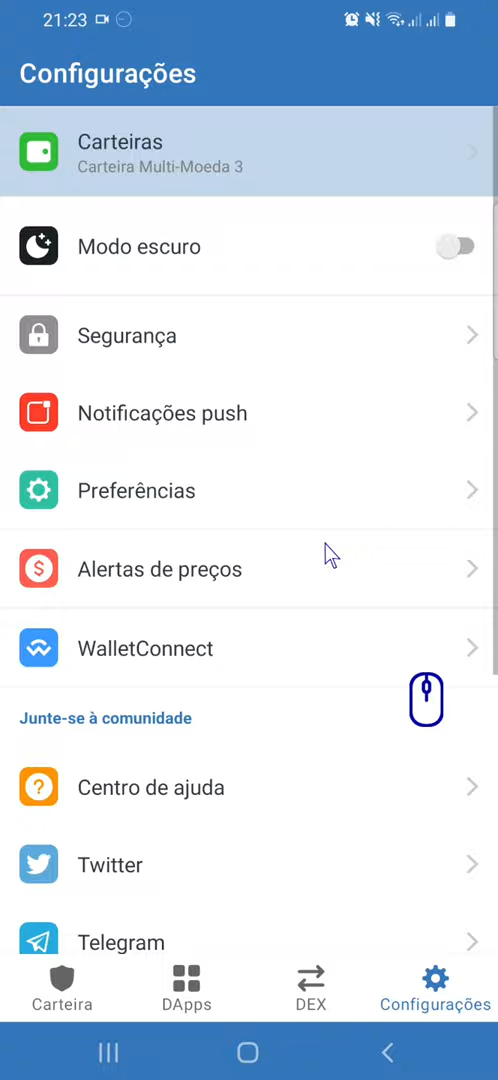 21:23
Configurações
Carteiras
Carteira Multi-Moeda 3
Modo escuro
Segurança
Notificações push
Preferências
Alertas de preços
WalletConnect
Junte-se à comunidade
Centro de ajuda
Twitter
Telegram
Carteira DApps DEX Configurações